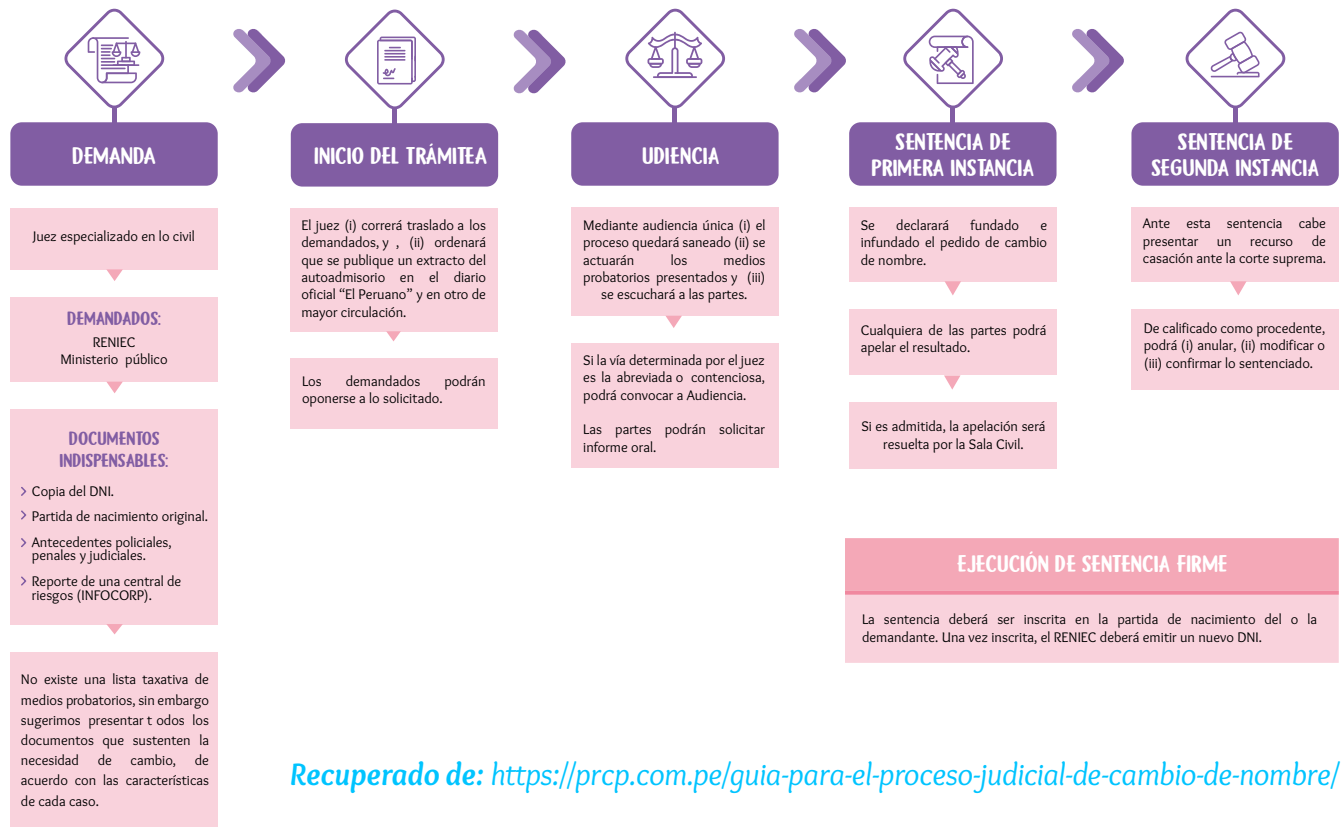 DEMANDA
Juez especializado en lo civil
DEMANDADOS:
RENIEC
Ministerio público
DOCUMENTOS
INDISPENSABLES:
> Copia del DNI.
> Partida de nacimiento original.
> Antecedentes policiales,
penales y judiciales.
> Reporte de una central de
riesgos (INFOCORP).
No existe una lista taxativa de
medios probatorios, sin embargo
sugerimos presentar t odos los
documentos que sustenten la
necesidad de cambio, de
acuerdo con las características
de cada caso.
INICIO DEL TRÁMITEA
El juez (i) correrá traslado a los
demandados, y , (ii) ordenará
que se publique un extracto del
autoadmisorio en el diario
oficial “El Peruano” y en otro de
mayor circulación.
Los demandados podrán
oponerse a lo solicitado.
UDIENCIA
Mediante audiencia única (i) el
proceso quedará saneado (ii) se
actuarán los medios
probatorios presentados y (iii)
se escuchará a las partes.
Si la vía determinada por el juez
es la abreviada o contenciosa,
podrá convocar a Audiencia.
Las partes podrán solicitar
informe oral.
SENTENCIA DE
PRIMERA INSTANCIA
Se declarará fundado e
infundado el pedido de cambio
de nombre.
Cualquiera de las partes podrá
apelar el resultado.
Si es admitida, la apelación será
resuelta por la Sala Civil.
SENTENCIA DE
SEGUNDA INSTANCIA
Ante esta sentencia cabe
presentar un recurso de
casación ante la corte suprema.
De calificado como procedente,
podrá (i) anular, (ii) modificar o
(iii) confirmar lo sentenciado.
EJECUCIÓN DE SENTENCIA FIRME
La sentencia deberá ser inscrita en la partida de nacimiento del o la
demandante. Una vez inscrita, el RENIEC deberá emitir un nuevo DNI.
Recuperado de: https://prcp.com.pe/guia-para-el-proceso-judicial-de-cambio-de-nombre/